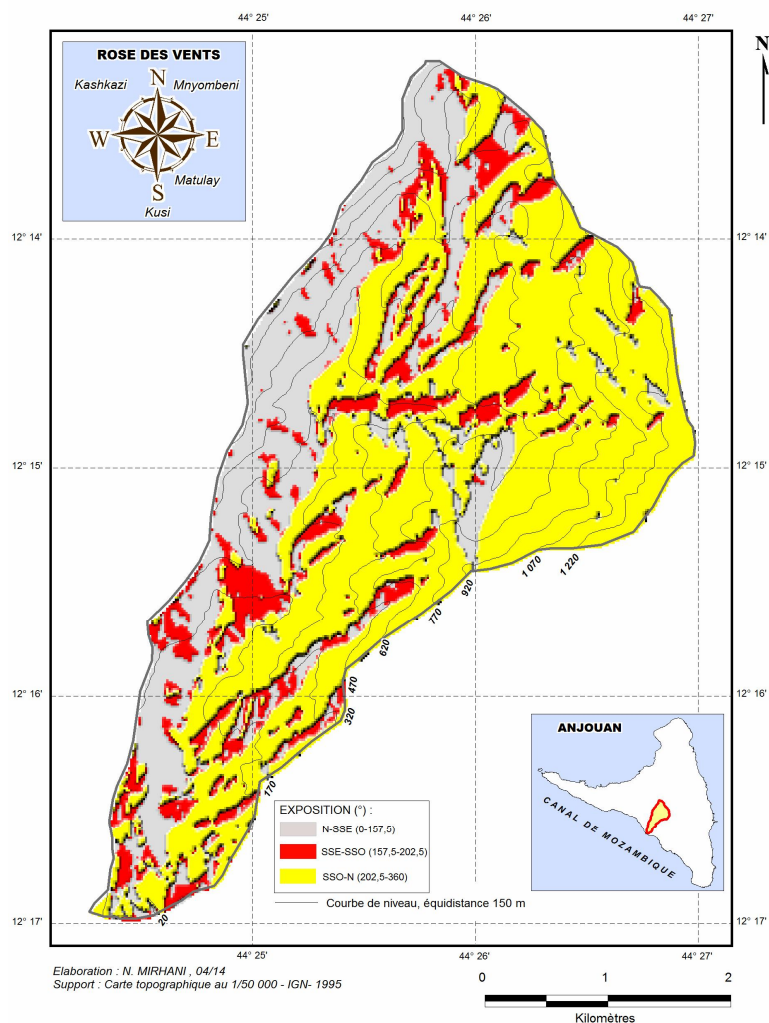 44° 25'
44° 26'
44° 27'
N
ROSE DES VENTS
Kashkazi
N
Mnyombeni
W
E
Matulay
S
Kusi
12° 14'
12° 14'
12° 15'
12° 15'
1 220
1 070
920
770
620
12° 16'
12° 16'
470
320
170
20
ANJOUAN
CANAL DE MOZAMBIQUE
EXPOSITION (°) :
N-SSE (0-157,5)
SSE-SSO (157,5-202,5)
SSO-N (202,5-360)
Courbe de niveau, équidistance 150 m
12° 17'
12° 17'
44° 25'
44° 26'
44° 27'
Elaboration : N. MIRHANI , 04/14
Support : Carte topographique au 1/50 000 - IGN- 1995
0
1
2
Kilomètres